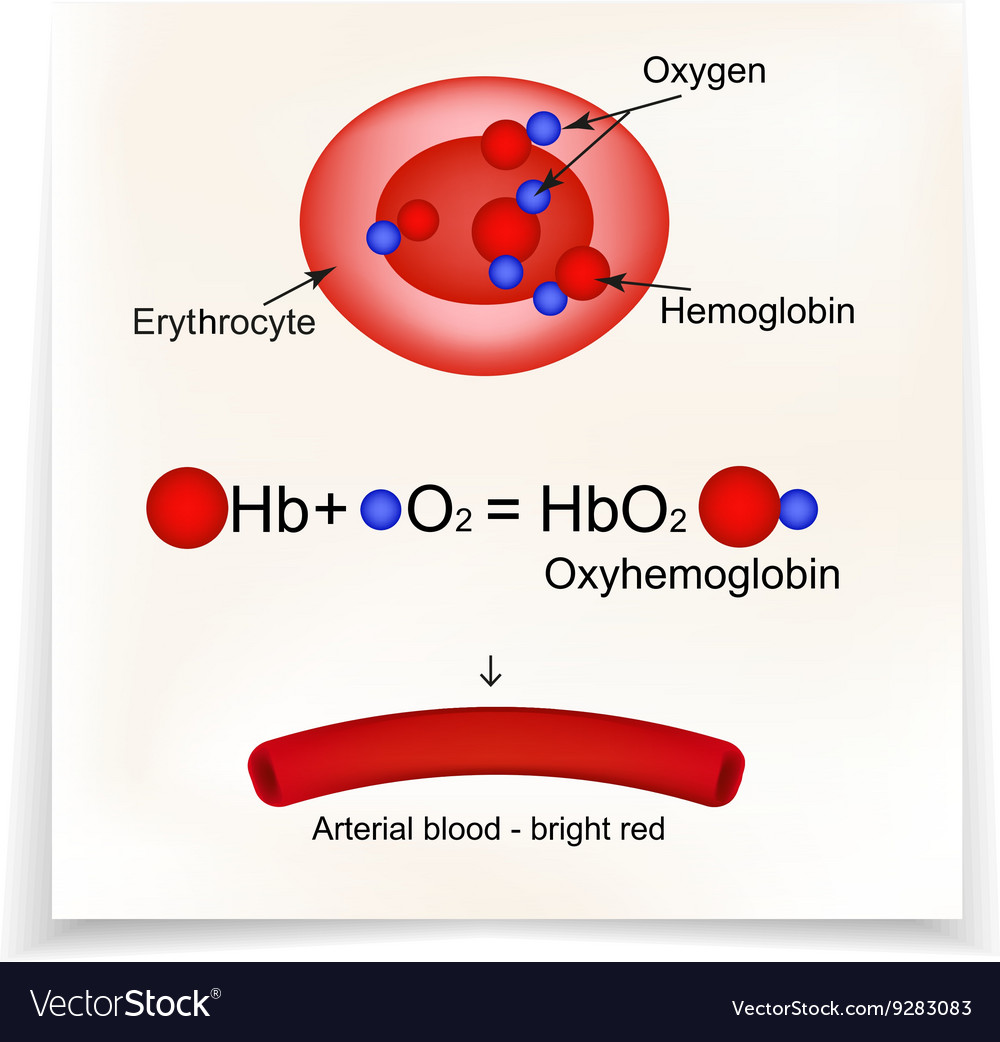 Oxygen
Erythrocyte
Hemoglobin
Hb + O2 = HbO2
Oxyhemoglobin
Arterial blood - bright red
VectorStock®
VectorStock.com/9283083